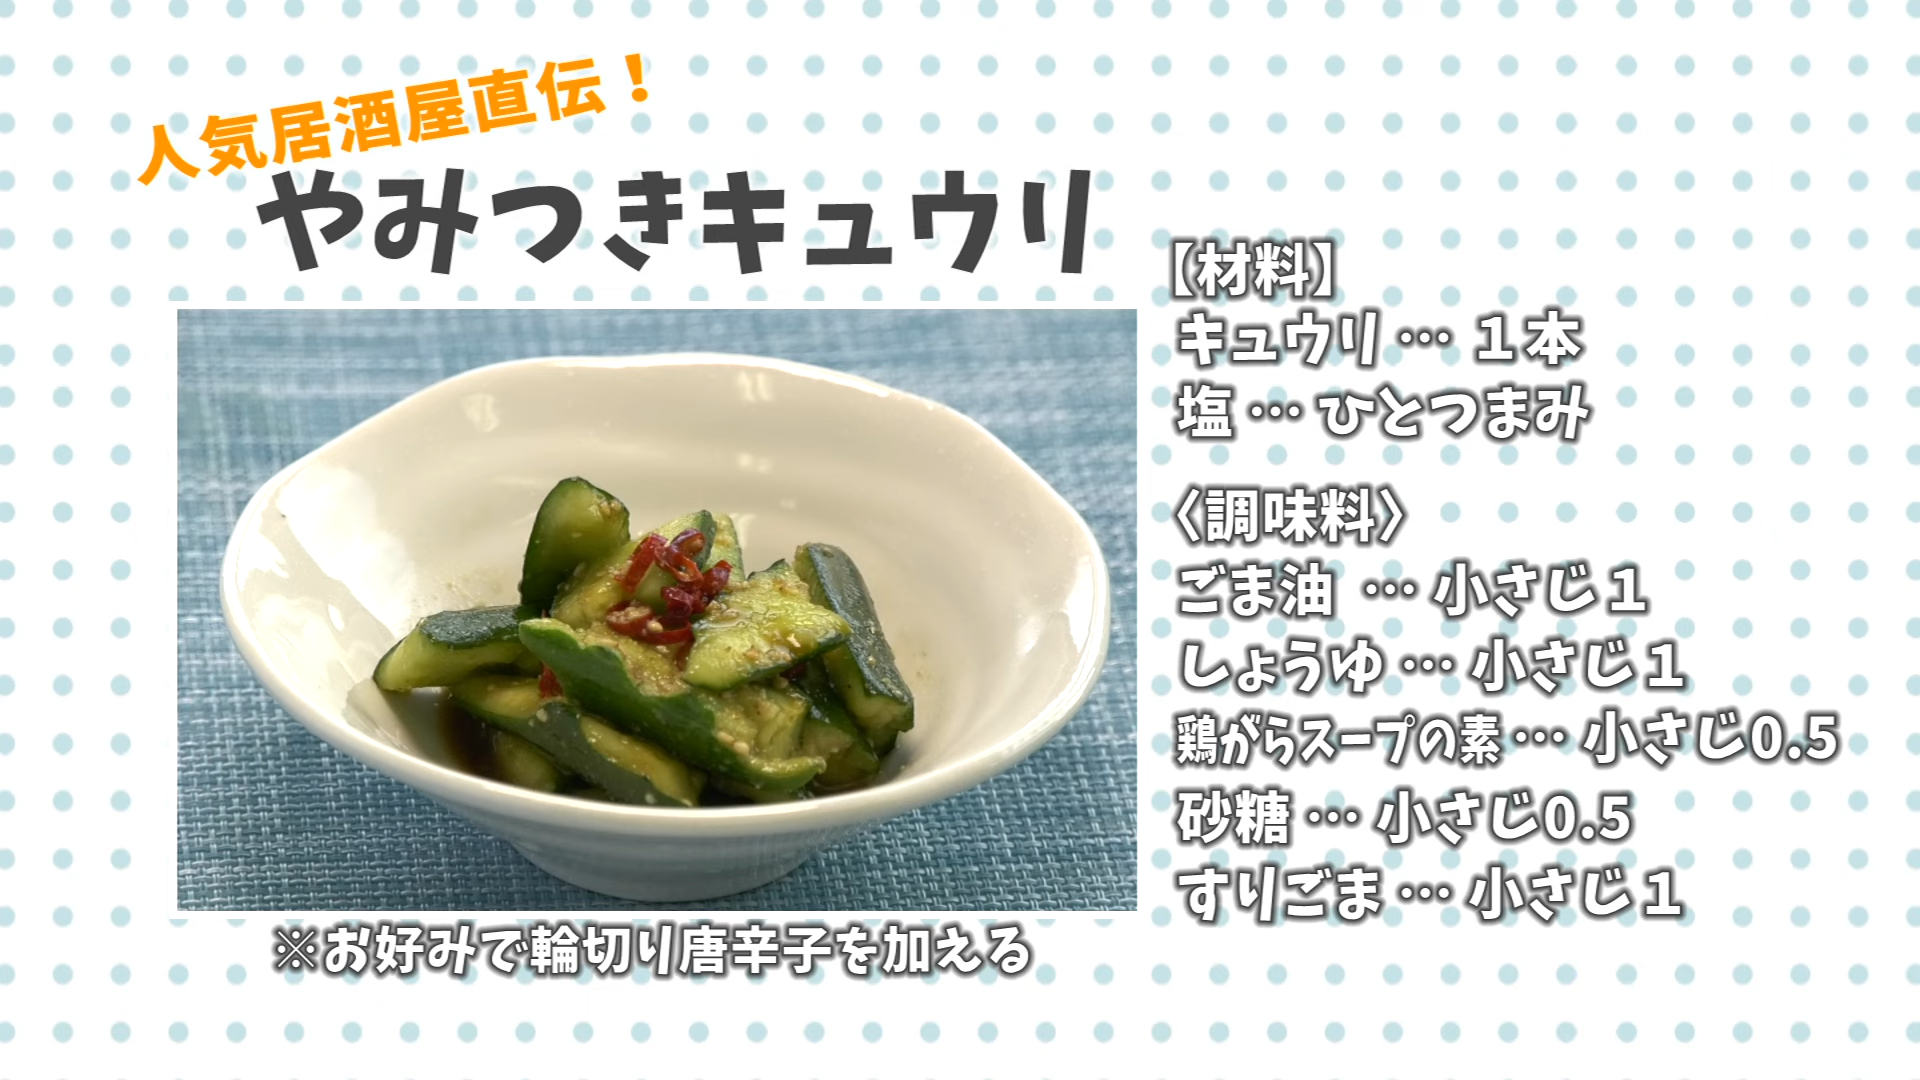 人気居酒屋直伝！
やみつきキュウリ
【材料】
キュウリ … １本
塩 … ひとつまみ
〈調味料〉
ごま油 … 小さじ１
しょうゆ … 小さじ１
鶏がらスープの素 … 小さじ0.5
砂糖 … 小さじ0.5
すりごま … 小さじ１
※お好みで輪切り唐辛子を加える